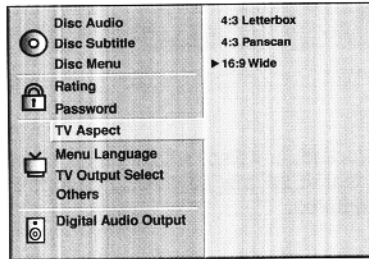 Disc Audio
Disc Subtitle
Disc Menu
Rating
Password
TV Aspect
Menu Language
TV Output Select
Others
Digital Audio Output
4:3 Letterbox
4:3 Panscan
16:9 Wide